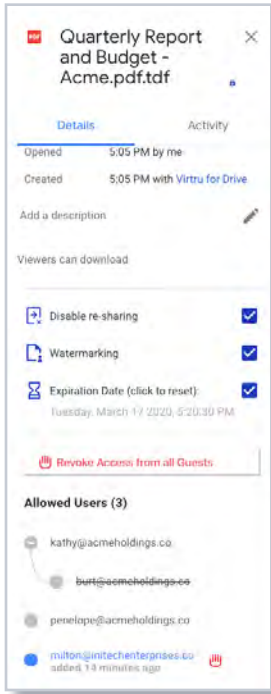 PDF
Quarterly Report
and Budget -
Acme.pdf.tdf
Details
Activity
Opened 5:05 PM by me
Created 5:05 PM with Virtru for Drive
Add a description
Viewers can download
Disable re-sharing
Watermarking
Expiration Date (click to reset):
Tuesday, March 17 2020, 5:20:30 PM
Revoke Access from all Guests
Allowed Users (3)
kathy@acmeholdings.co
burt@acmeholdings.co
penelope@acmeholdings.co
milton@initechenterprises.co
added 13 minutes ago